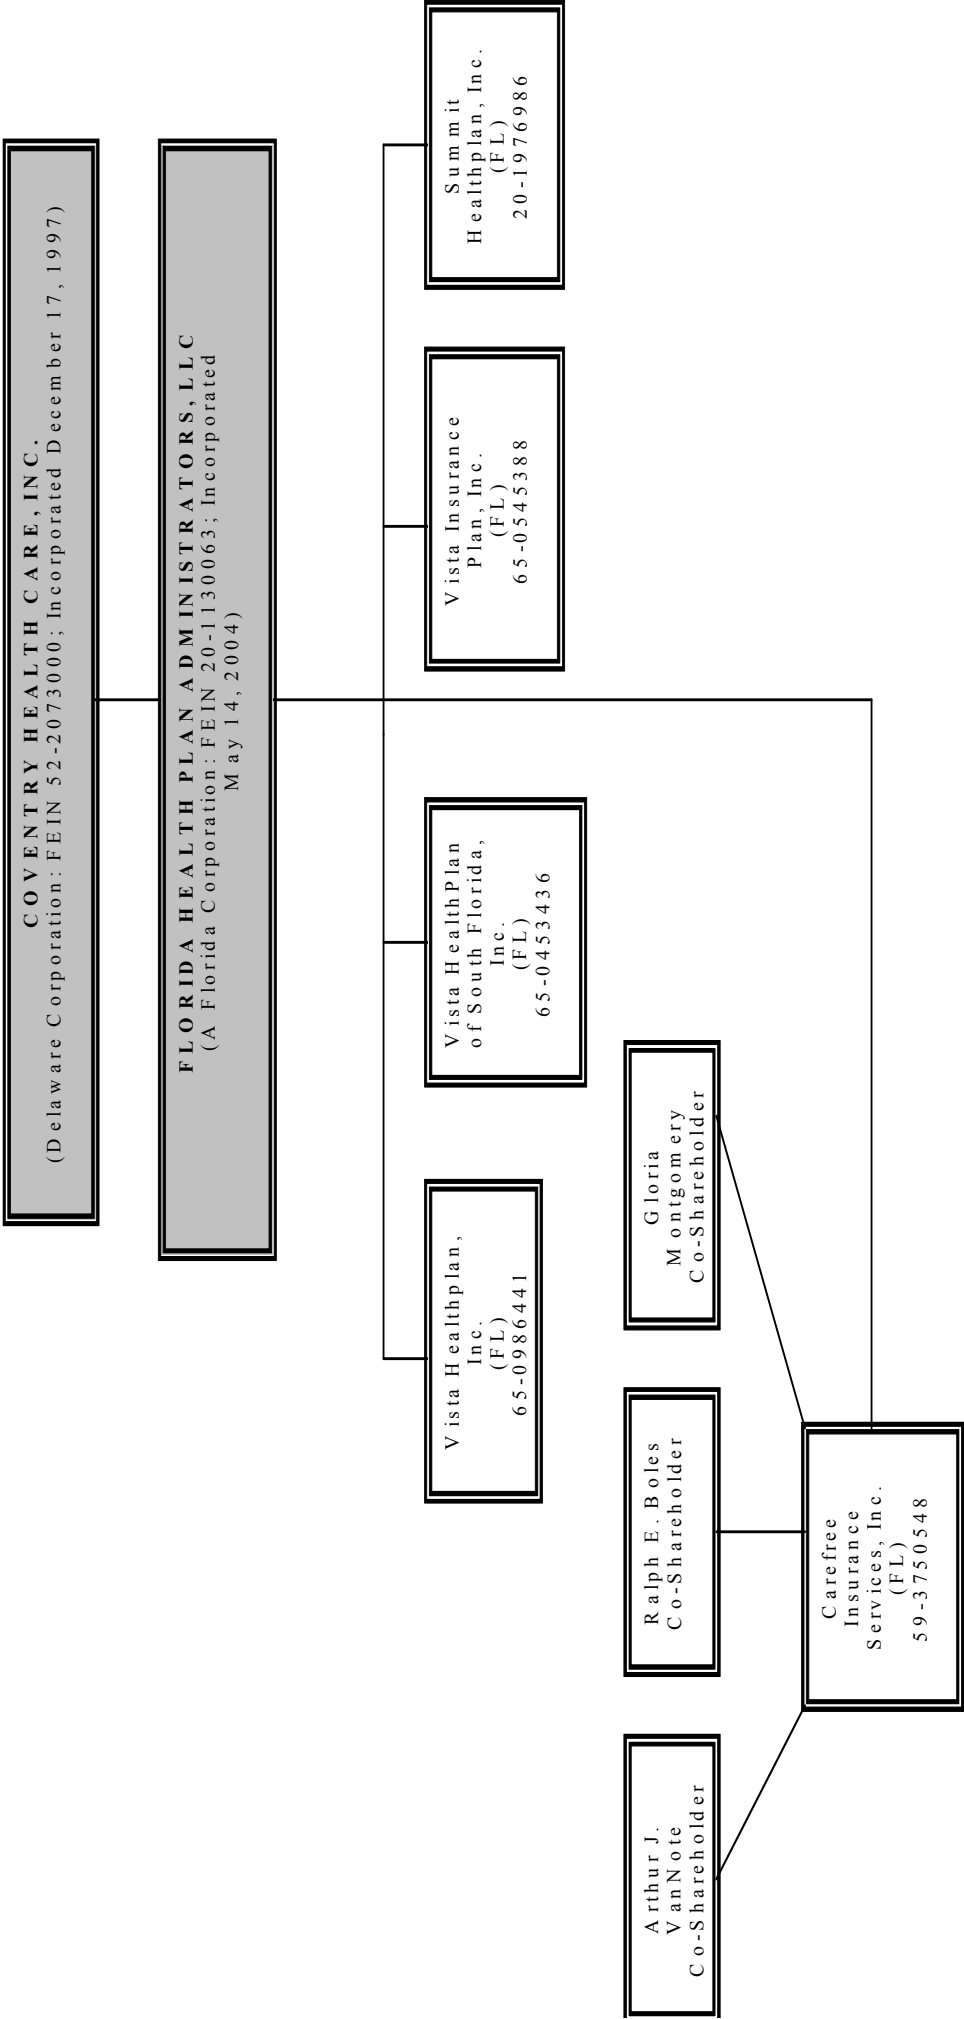 COVENTRY HEALTH CARE, INC.
(Delaware Corporation: FEIN 52-2073000; Incorporated December 17, 1997)
FLORIDA HEALTH PLAN ADMINISTRATORS, LLC
(A Florida Corporation: FEIN 20-1130063; Incorporated
May 14, 2004)
Vista Healthplan,
Inc.
(FL)
65-0986441
Vista HealthPlan
of South Florida,
Inc.
(FL)
65-0453436
Vista Insurance
Plan, Inc.
(FL)
65-0545388
Summit
Healthplan, Inc.
(FL)
20-1976986
Arthur J.
VanNote
Co-Shareholder
Ralph E. Boles
Co-Shareholder
Gloria
Montgomery
Co-Shareholder
Carefree
Insurance
Services, Inc.
(FL)
59-3750548